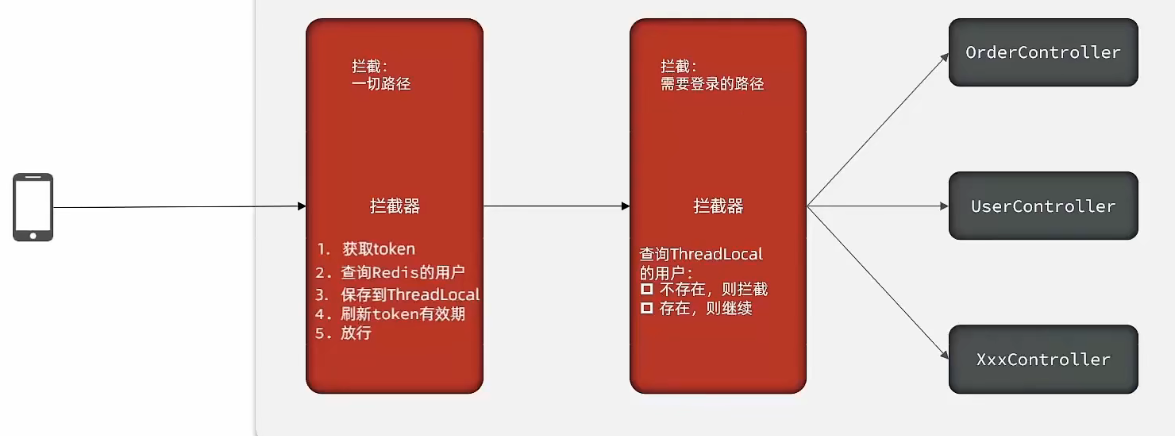 拦截：
一切路径
拦截器
1. 获取token
2. 查询Redis的用户
3. 保存到ThreadLocal
4. 刷新token有效期
5. 放行
拦截：
需要登录的路径
拦截器
查询ThreadLocal
的用户：
不存在，则拦截
存在，则继续
OrderController
UserController
XxxController